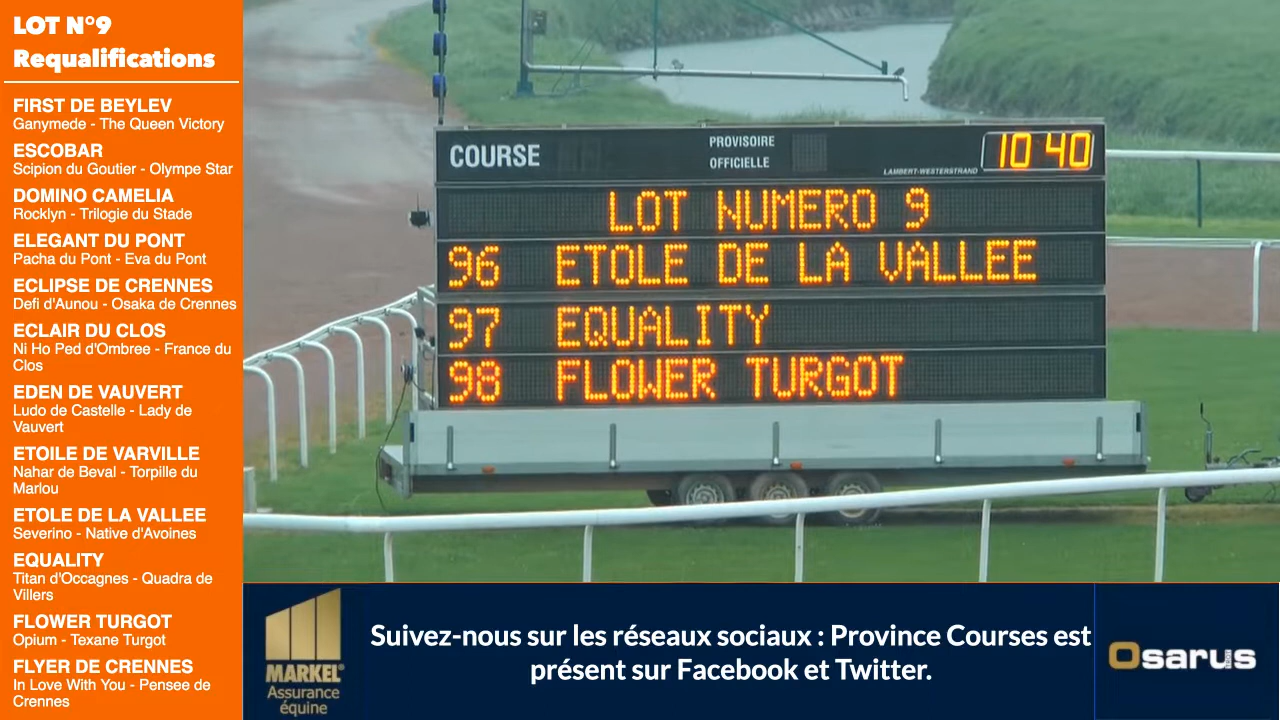 LOT N°9
Requalifications
FIRST DE BEYLEV
Ganymede - The Queen Victory
ESCOBAR
Scipion du Goutier - Olympe Star
DOMINO CAMELIA
Rocklyn - Trilogie du Stade
ELEGANT DU PONT
Pacha du Pont - Eva du Pont
ECLIPSE DE CRENNES
Defi d'Aunou - Osaka de Crennes
ECLAIR DU CLOS
Ni Ho Ped d'Ombree - France du
Clos
EDEN DE VAUVERT
Ludo de Castelle - Lady de
Vauvert
ETOILE DE VARVILLE
Nahar de Beval - Torpille du
Marlou
ETOLE DE LA VALLEE
Severino - Native d'Avoines
EQUALITY
Titan d'Occagnes - Quadra de
Villers
FLOWER TURGOT
Opium - Texane Turgot
FLYER DE CRENNES
In Love With You - Pensee de
Crennes
COURSE
PROVISOIRE
OFFICIELLE
LAMBERT-WESTERSTRAND
10 40
LOT NUMERO 9
96 ETOLE DE LA VALLEE
97 EQUALITY
98 FLOWER TURGOT
MARKEL®
Assurance
équine
Suivez-nous sur les réseaux sociaux : Province Courses est
présent sur Facebook et Twitter.
Osarus